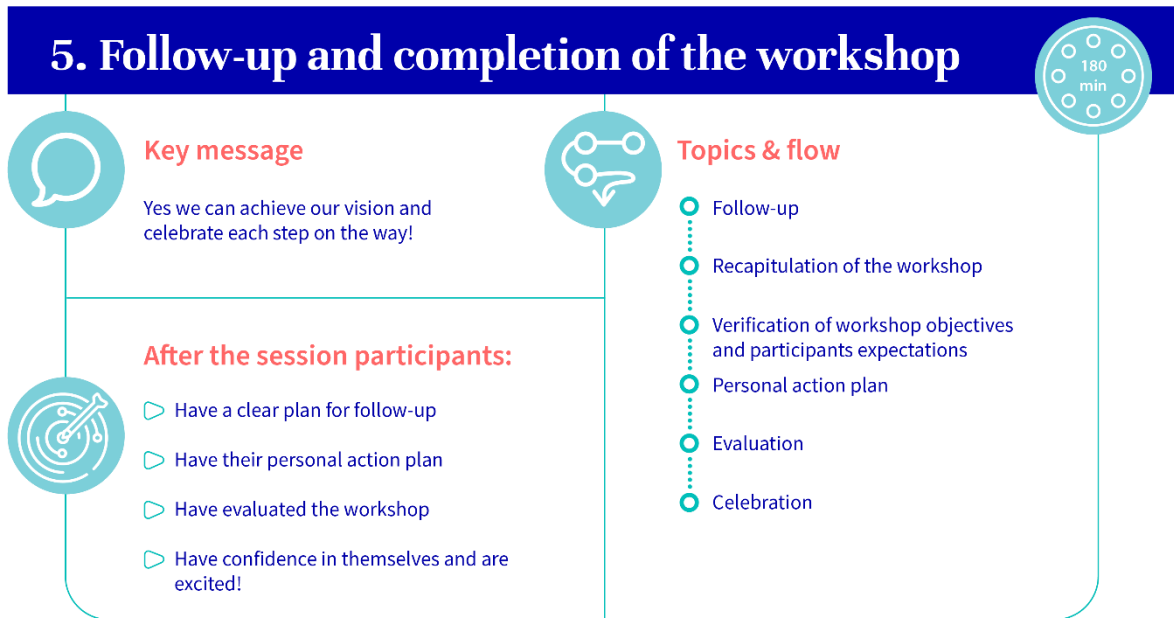 5. Follow-up and completion of the workshop
180
min
Key message
Yes we can achieve our vision and
celebrate each step on the way!
After the session participants:
Have a clear plan for follow-up
Have their personal action plan
Have evaluated the workshop
Have confidence in themselves and are
excited!
Topics & flow
Follow-up
Recapitulation of the workshop
Verification of workshop objectives
and participants expectations
Personal action plan
Evaluation
Celebration